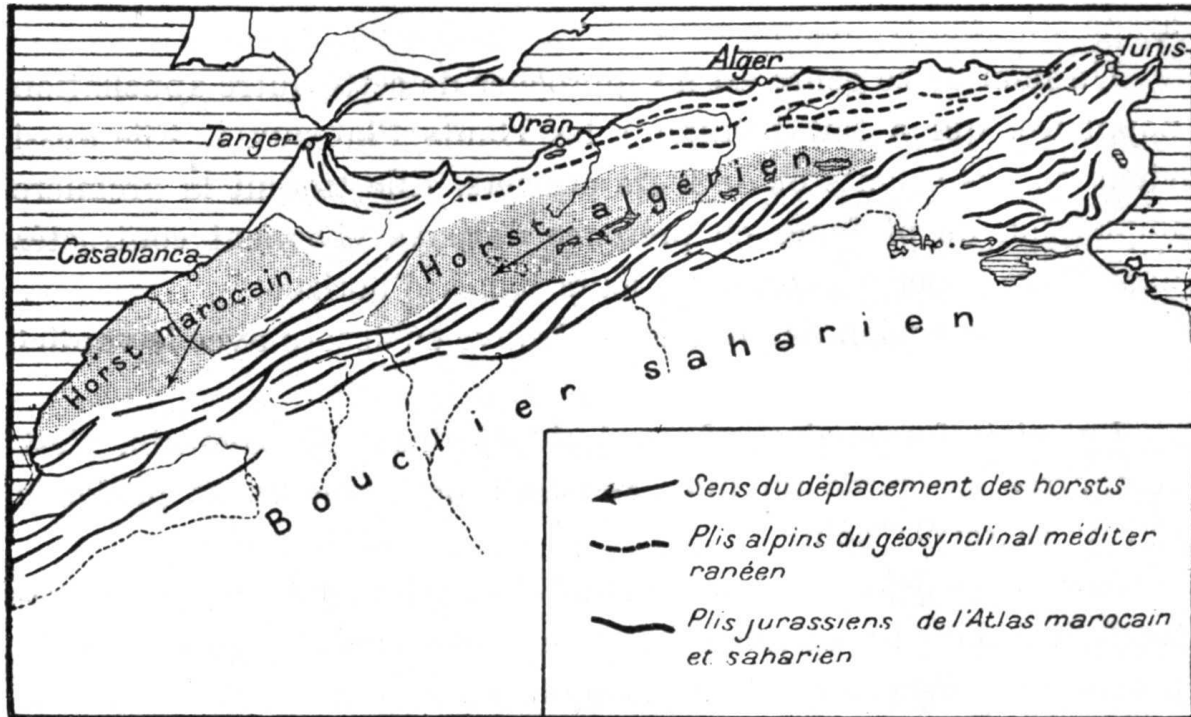 Tunis
Alger
Oran
Tanger
Horst algérien
Casablanca
Horst marocain
Bouclier saharien
Sens du déplacement des horsts
Plis alpins du géosynclinal méditer
ranéen
Plis jurassiens de l'Atlas marocain
et saharien